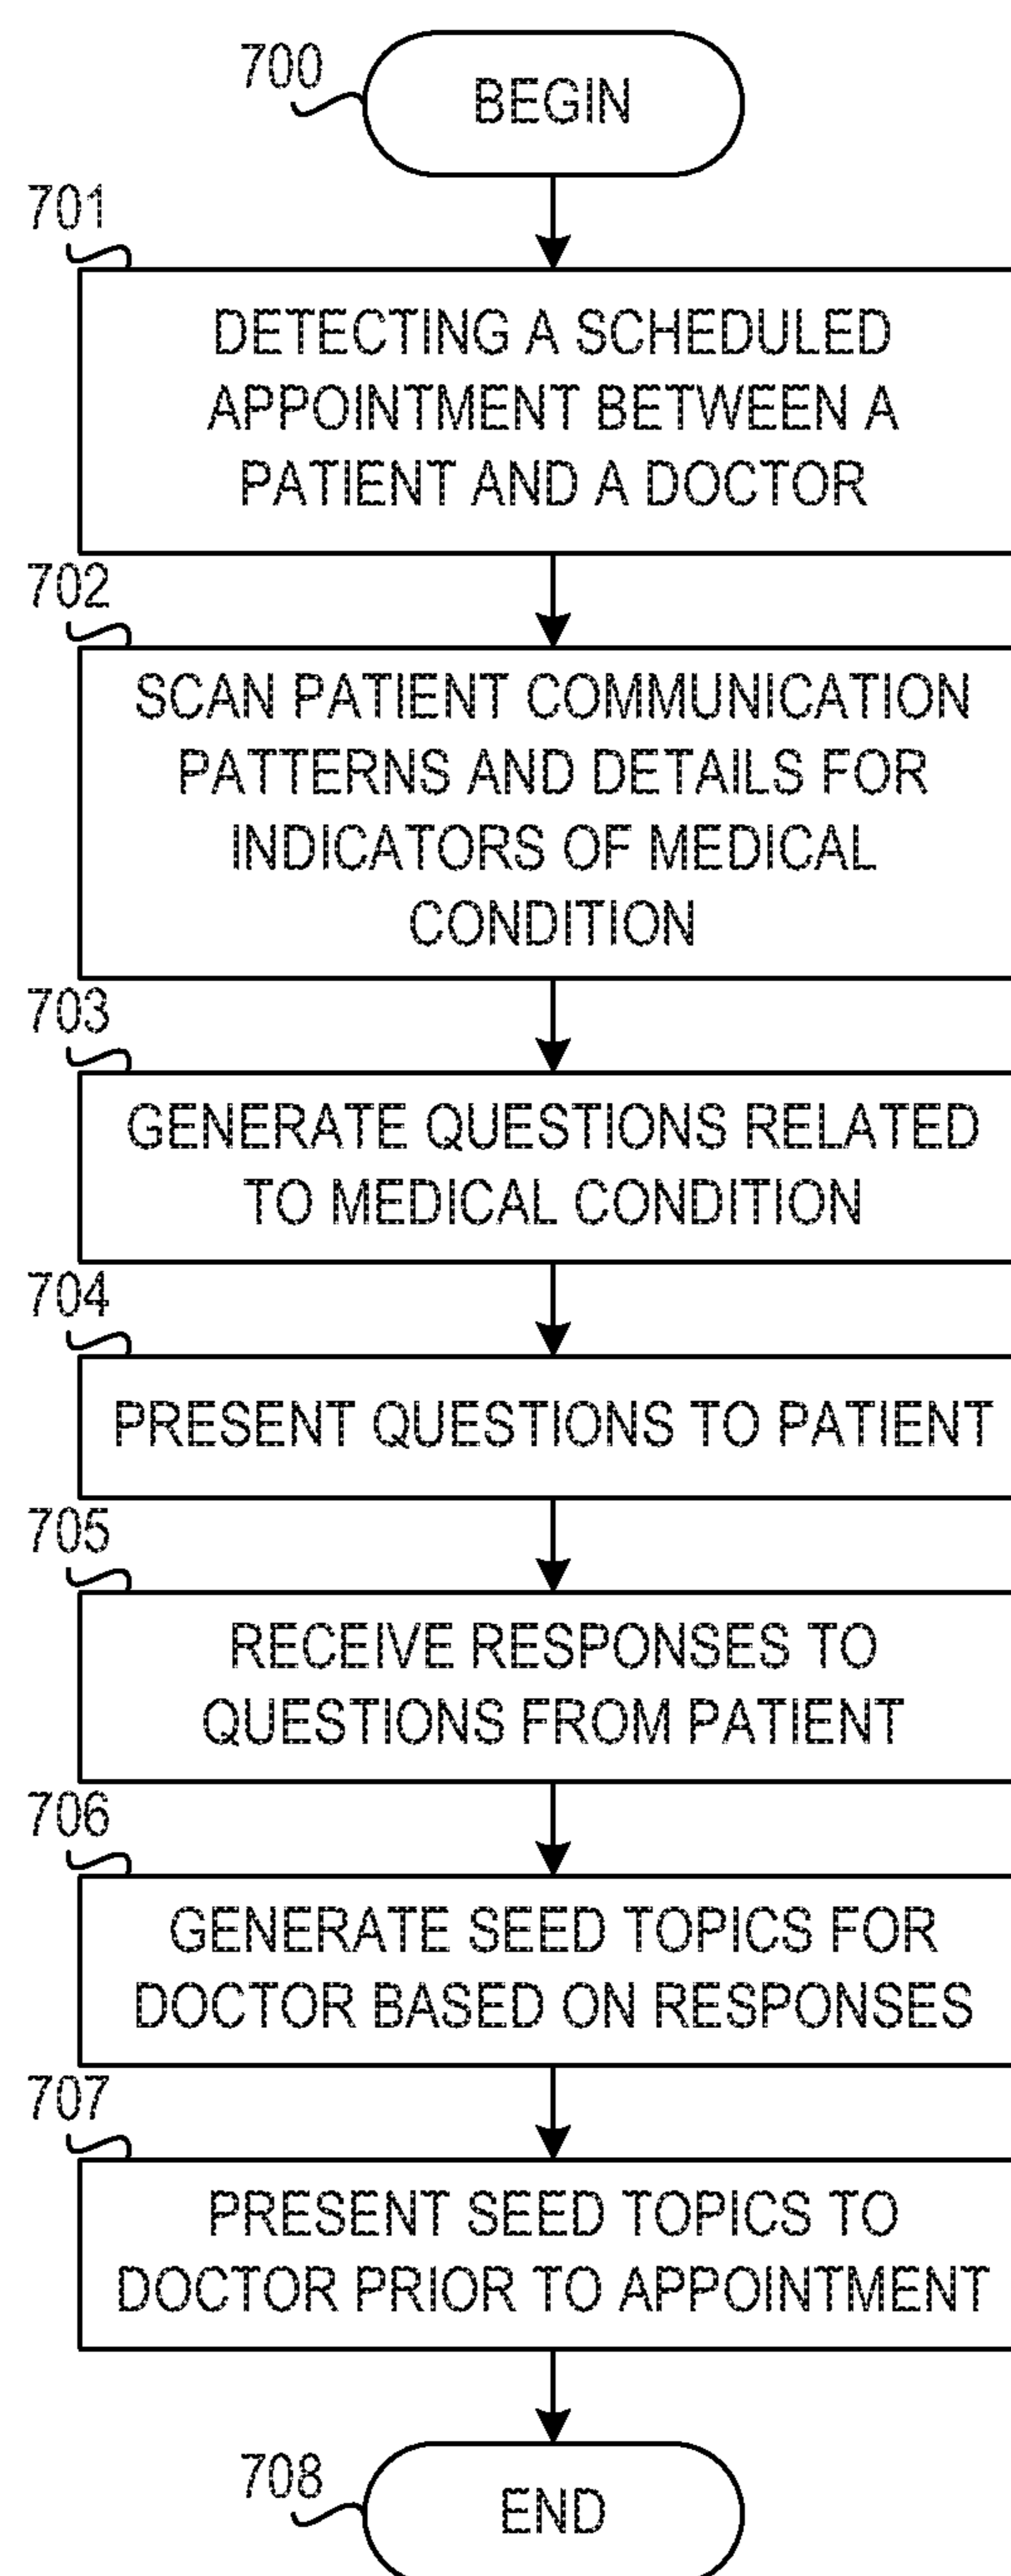 700
BEGIN
701
DETECTING A SCHEDULED
APPOINTMENT BETWEEN A
PATIENT AND A DOCTOR
702
SCAN PATIENT COMMUNICATION
PATTERNS AND DETAILS FOR
INDICATORS OF MEDICAL
CONDITION
703
GENERATE QUESTIONS RELATED
TO MEDICAL CONDITION
704
PRESENT QUESTIONS TO PATIENT
705
RECEIVE RESPONSES TO
QUESTIONS FROM PATIENT
706
GENERATE SEED TOPICS FOR
DOCTOR BASED ON RESPONSES
707
PRESENT SEED TOPICS TO
DOCTOR PRIOR TO APPOINTMENT
708
END